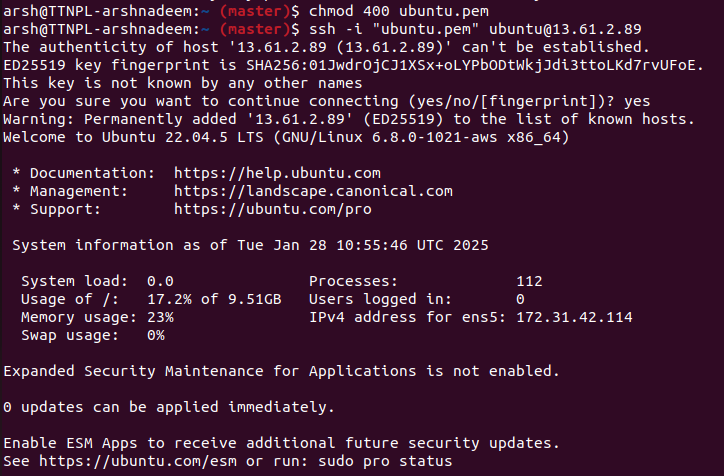 arsh@TTNPL-arshnadeem:~ (master)$ chmod 400 ubuntu.pem
arsh@TTNPL-arshnadeem:~ (master)$ ssh -i "ubuntu.pem" ubuntu@13.61.2.89
The authenticity of host '13.61.2.89 (13.61.2.89)' can't be established.
ED25519 key fingerprint is SHA256:01JwdrOjCJ1XSx+oLYPbODtWkjJdi3ttoLKd7rvUFoE.
This key is not known by any other names
Are you sure you want to continue connecting (yes/no/[fingerprint])? yes
Warning: Permanently added '13.61.2.89' (ED25519) to the list of known hosts.
Welcome to Ubuntu 22.04.5 LTS (GNU/Linux 6.8.0-1021-aws x86_64)
* Documentation:  https://help.ubuntu.com
* Management:     https://landscape.canonical.com
* Support:        https://ubuntu.com/pro
System information as of Tue Jan 28 10:55:46 UTC 2025
System load:  0.0                Processes:             112
Usage of /:   17.2% of 9.51GB   Users logged in:       0
Memory usage: 23%               IPv4 address for ens5: 172.31.42.114
Swap usage:   0%
Expanded Security Maintenance for Applications is not enabled.
0 updates can be applied immediately.
Enable ESM Apps to receive additional future security updates.
See https://ubuntu.com/esm or run: sudo pro status